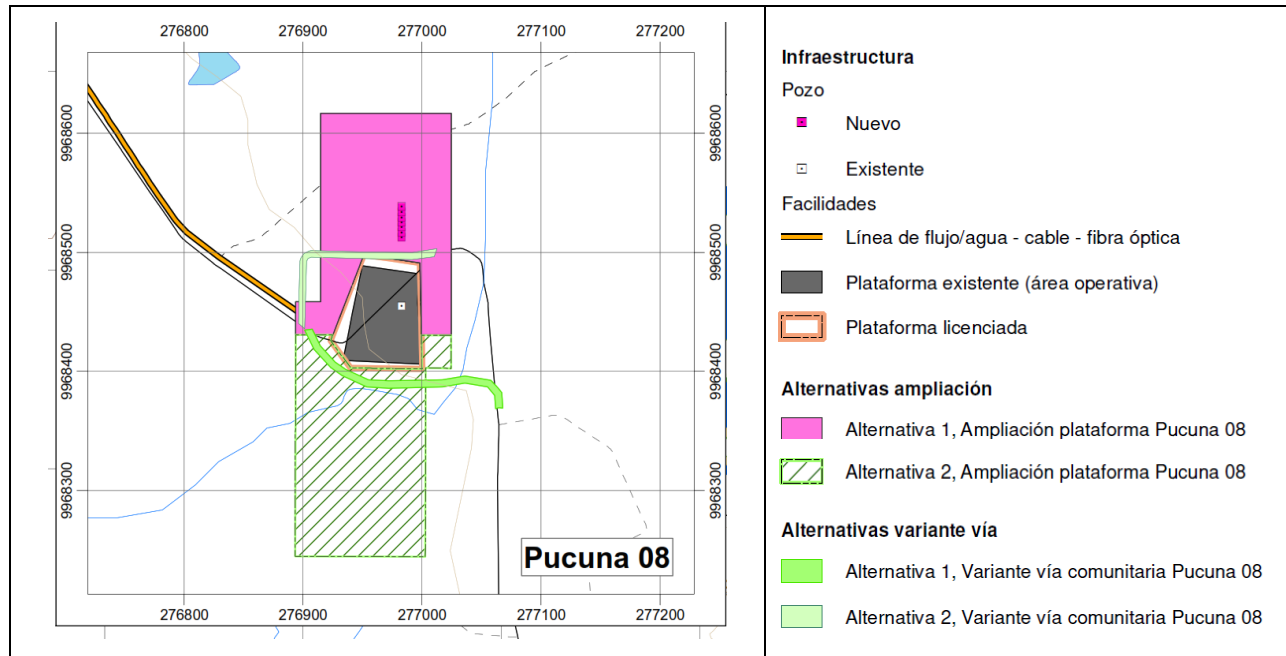 276800 276900 277000 277100 277200
9968600 9968600
9968500 9968500
9968400 9968400
9968300 9968300
Pucuna 08
276800 276900 277000 277100 277200
Infraestructura
Pozo
Nuevo
Existente
Facilidades
Línea de flujo/agua - cable - fibra óptica
Plataforma existente (área operativa)
Plataforma licenciada
Alternativas ampliación
Alternativa 1, Ampliación plataforma Pucuna 08
Alternativa 2, Ampliación plataforma Pucuna 08
Alternativas variante vía
Alternativa 1, Variante vía comunitaria Pucuna 08
Alternativa 2, Variante vía comunitaria Pucuna 08